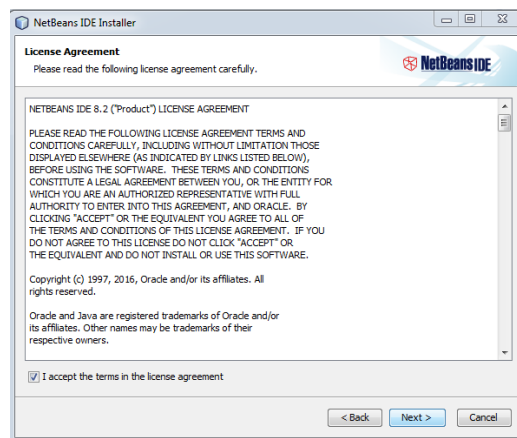 NetBeans IDE Installer
License Agreement
Please read the following license agreement carefully.
NetBeans IDE
NETBEANS IDE 8.2 ("Product") LICENSE AGREEMENT
PLEASE READ THE FOLLOWING LICENSE AGREEMENT TERMS AND
CONDITIONS CAREFULLY, INCLUDING WITHOUT LIMITATION THOSE
DISPLAYED ELSEWHERE (AS INDICATED BY LINKS LISTED BELOW),
BEFORE USING THE SOFTWARE.  THESE TERMS AND CONDITIONS
CONSTITUTE A LEGAL AGREEMENT BETWEEN YOU, OR THE ENTITY FOR
WHICH YOU ARE AN AUTHORIZED REPRESENTATIVE WITH FULL
AUTHORITY TO ENTER INTO THIS AGREEMENT, AND ORACLE.  BY
CLICKING "ACCEPT" OR THE EQUIVALENT YOU AGREE TO ALL OF
THE TERMS AND CONDITIONS OF THIS LICENSE AGREEMENT.  IF YOU
DO NOT AGREE TO THIS LICENSE DO NOT CLICK "ACCEPT" OR
THE EQUIVALENT AND DO NOT INSTALL OR USE THIS SOFTWARE.
Copyright (c) 1997, 2016, Oracle and/or its affiliates. All
rights reserved.
Oracle and Java are registered trademarks of Oracle and/or
its affiliates. Other names may be trademarks of their
respective owners.
I accept the terms in the license agreement
< Back
Next >
Cancel